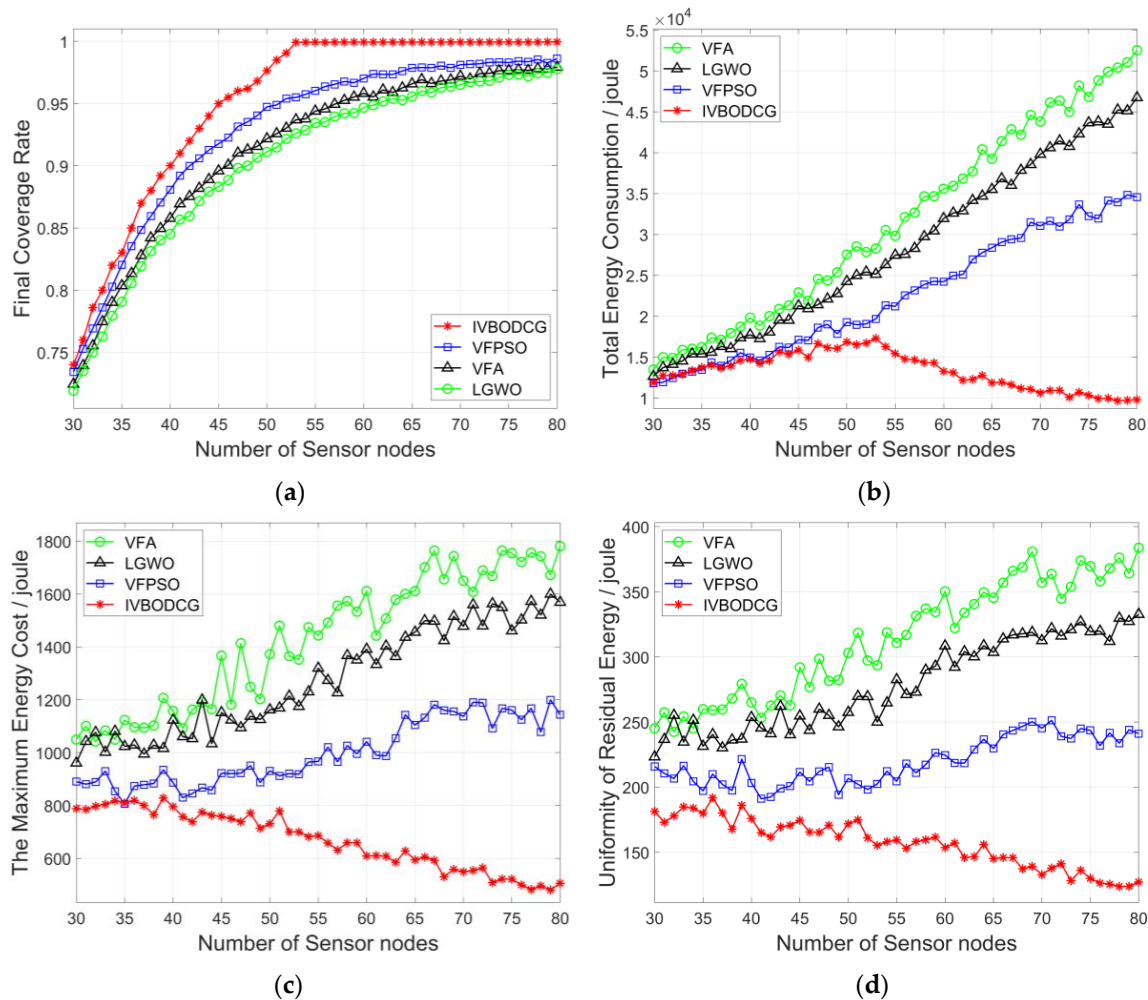 1
0.95
0.9
0.85
0.8
0.75
30 35 40 45 50 55 60 65 70 75 80
Final Coverage Rate
Number of Sensor nodes
IVBODCG
VFPSO
VFA
LGWO
(a)
×10⁴
5.5
5
4.5
4
3.5
3
2.5
2
1.5
1
30 35 40 45 50 55 60 65 70 75 80
Total Energy Consumption / joule
Number of Sensor nodes
VFA
LGWO
VFPSO
IVBODCG
(b)
1800
1600
1400
1200
1000
800
600
30 35 40 45 50 55 60 65 70 75 80
The Maximum Energy Cost / joule
Number of Sensor nodes
VFA
LGWO
VFPSO
IVBODCG
(c)
400
350
300
250
200
150
30 35 40 45 50 55 60 65 70 75 80
Uniformity of Residual Energy / joule
Number of Sensor nodes
VFA
LGWO
VFPSO
IVBODCG
(d)